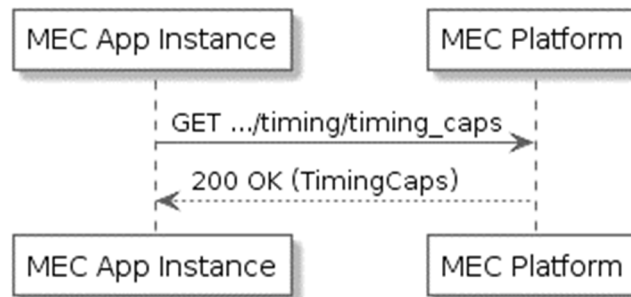 MEC App Instance
MEC Platform
GET .../timing/timing_caps
200 OK (TimingCaps)
MEC App Instance
MEC Platform